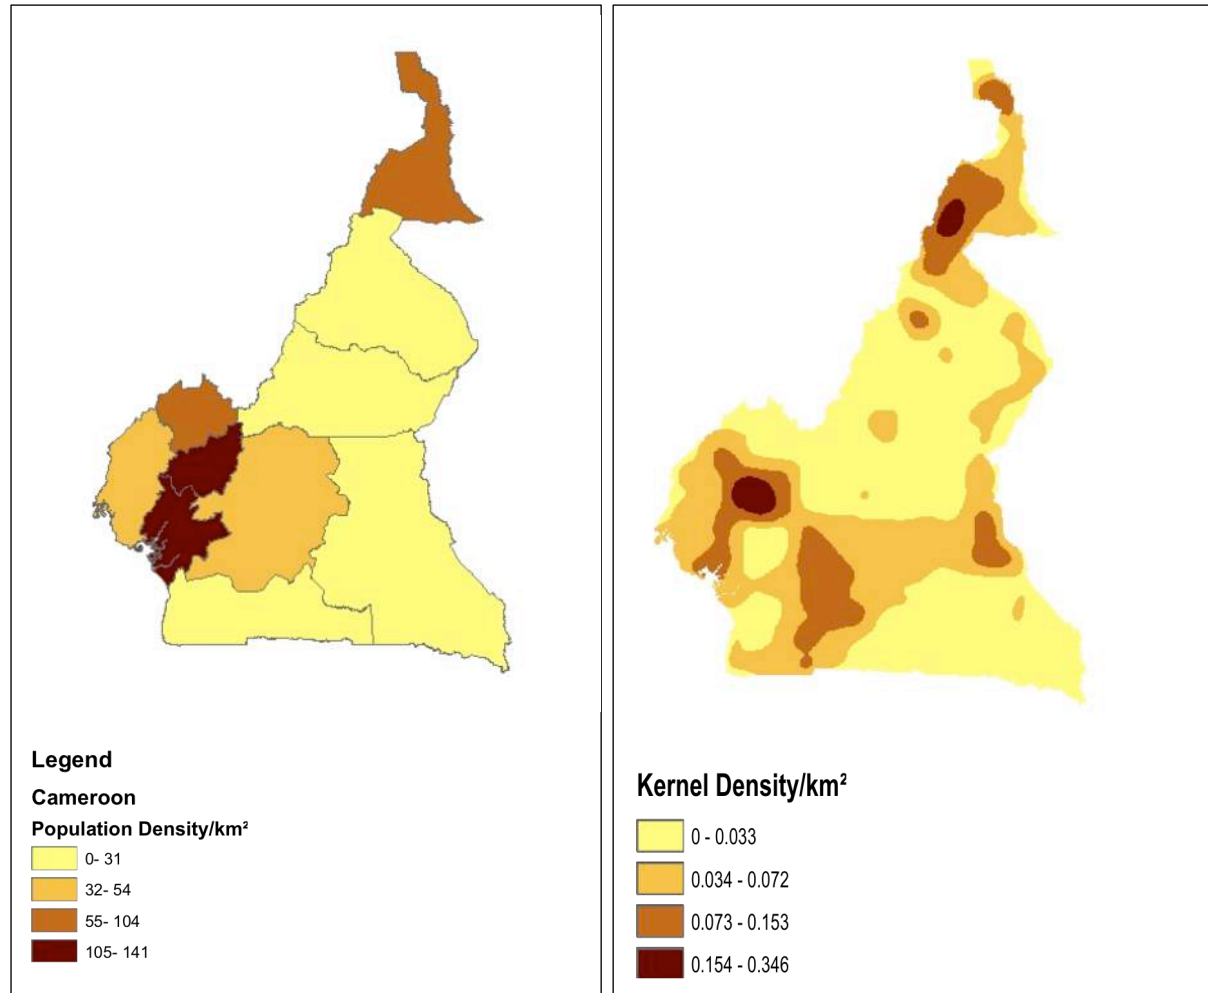 Legend
Cameroon
Population Density/km²
0- 31
32- 54
55- 104
105- 141
Kernel Density/km²
0 - 0.033
0.034 - 0.072
0.073 - 0.153
0.154 - 0.346